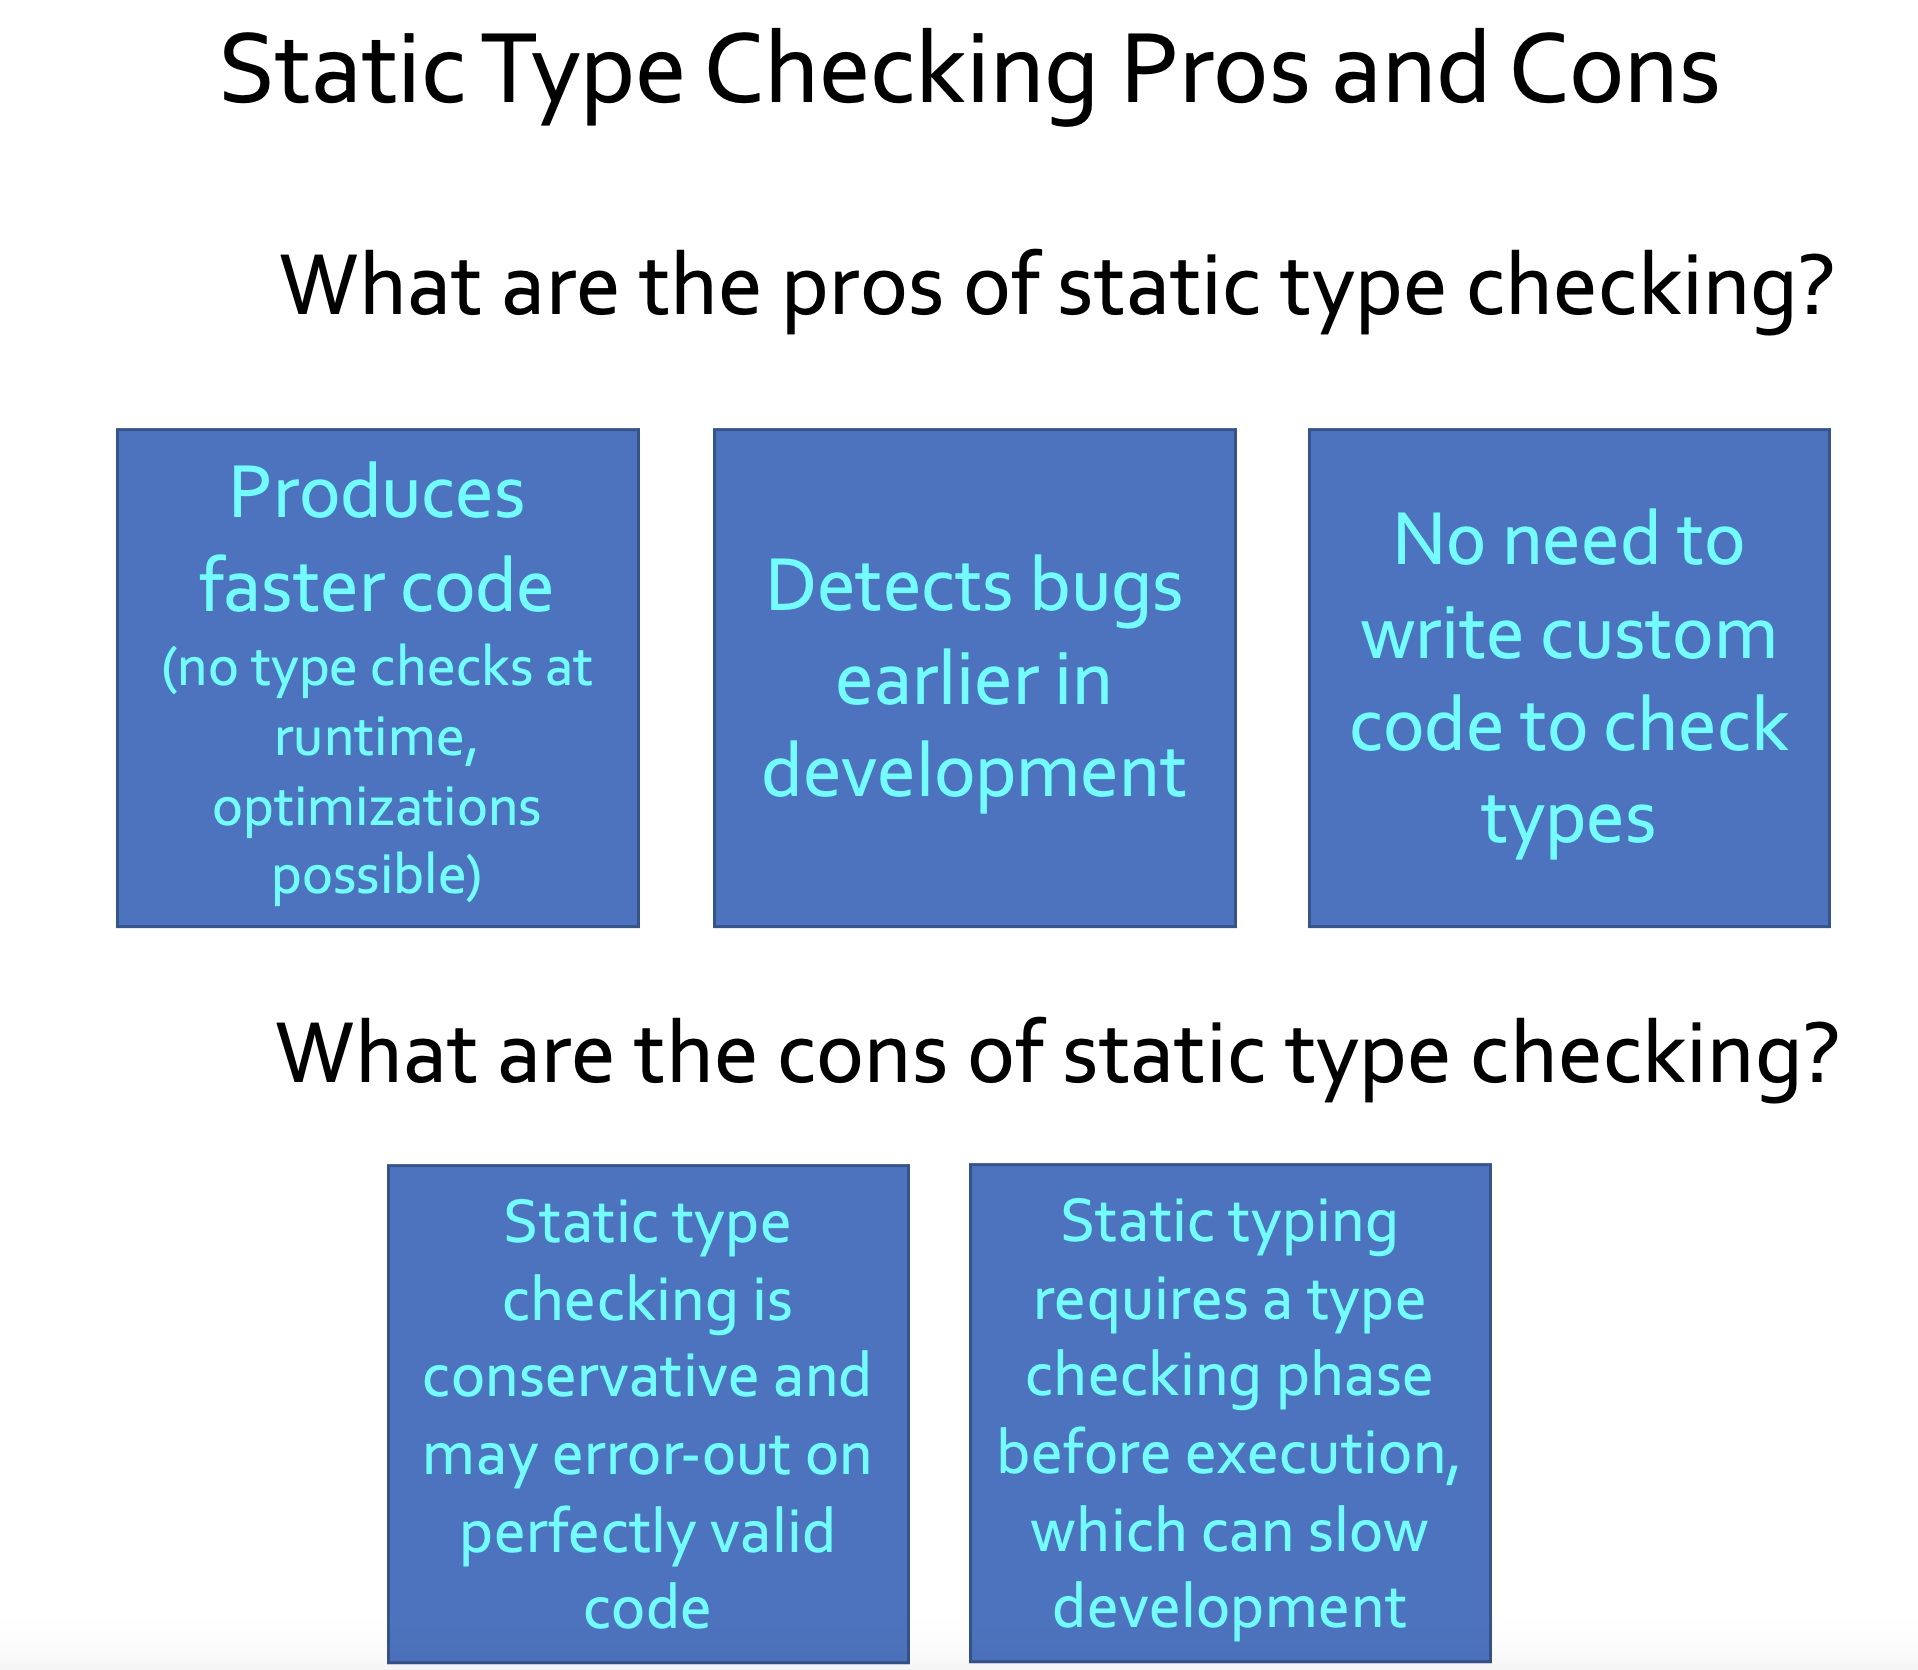 Static Type Checking Pros and Cons
What are the pros of static type checking?
Produces
faster code
(no type checks at
runtime,
optimizations
possible)
Detects bugs
earlier in
development
No need to
write custom
code to check
types
What are the cons of static type checking?
Static type
checking is
conservative and
may error-out on
perfectly valid
code
Static typing
requires a type
checking phase
before execution,
which can slow
development